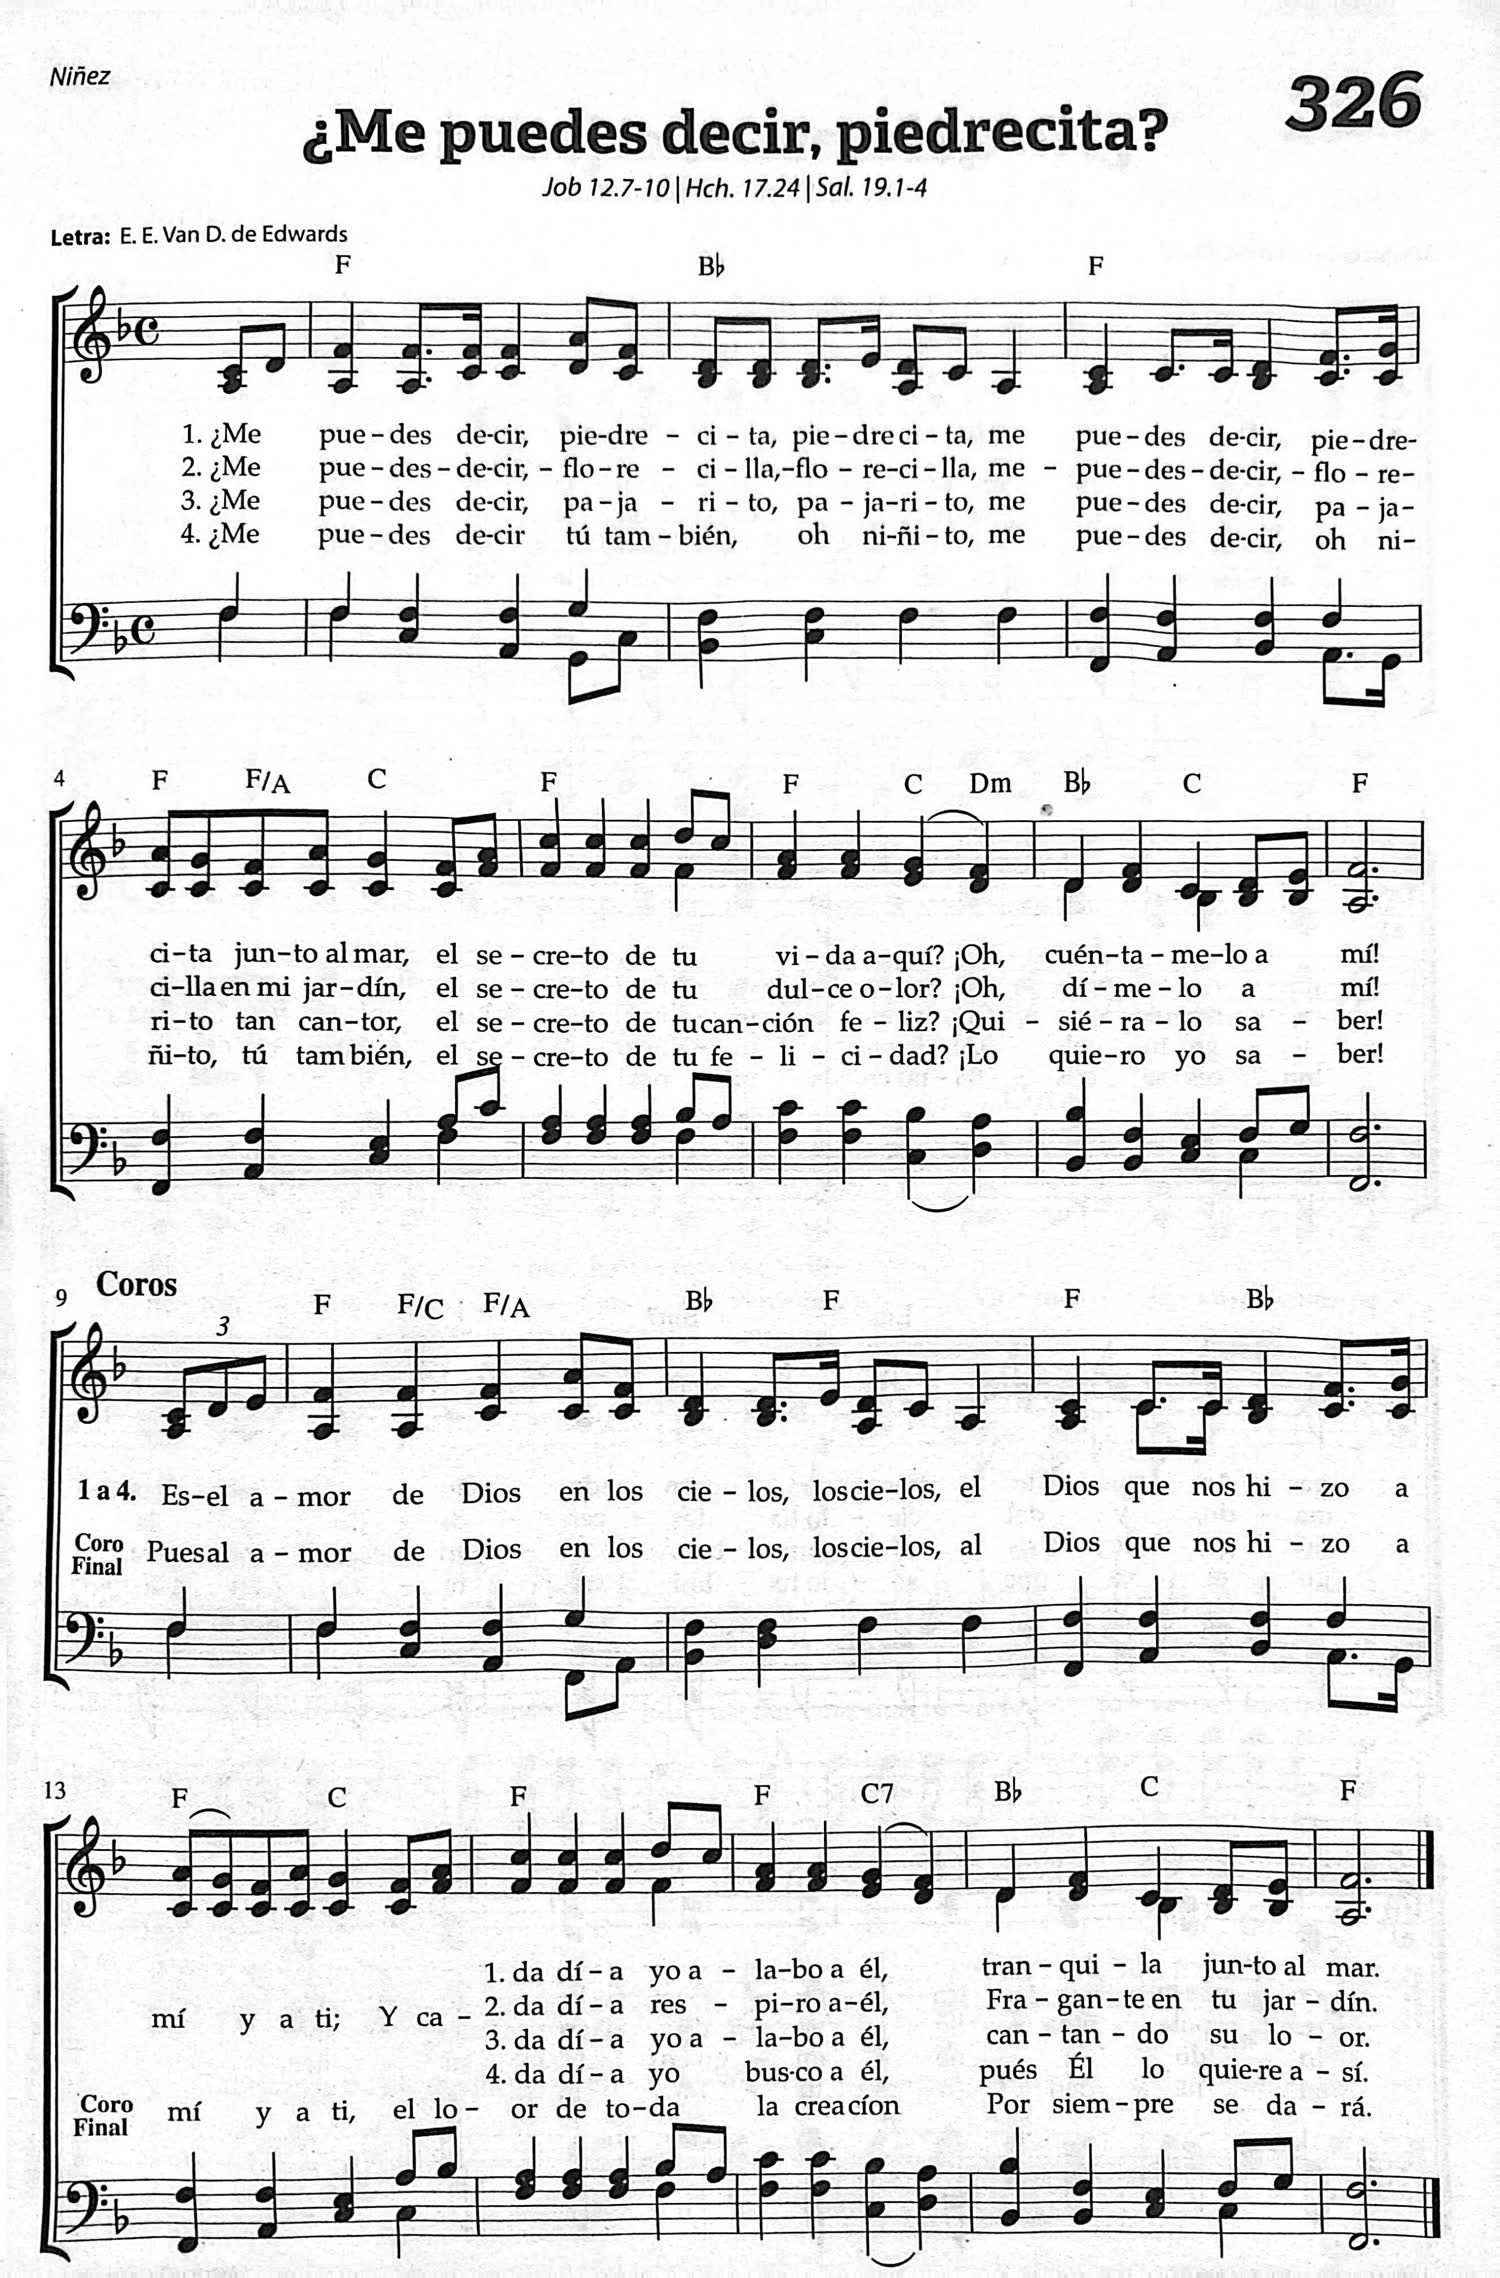 Niñez
326
¿Me puedes decir, piedrecita?
Job 12.7-10 | Hch. 17.24 | Sal. 19.1-4
Letra: E. E. Van D. de Edwards
F B♭ F
1. ¿Me pue–des de-cir, pie-dre – ci – ta, pie–dre ci – ta, me pue–des de-cir, pie–dre-
2. ¿Me pue–des–de-cir,–flo–re – ci – lla,–flo – re–ci – lla, me – pue–des–de-cir,–flo – re–
3. ¿Me pue–des de-cir, pa–ja – ri – to, pa – ja–ri – to, me pue–des de-cir, pa – ja–
4. ¿Me pue–des de-cir tú tam – bién, oh ni–ñi – to, me pue–des de-cir, oh ni–
4 F F/A C F F C Dm B♭ C F
ci–ta jun–to al mar, el se – cre–to de tu vi – da a–quí? ¡Oh, cuén–ta – me–lo a mí!
ci–lla en mi jar–dín, el se – cre–to de tu dul–ce o–lor? ¡Oh, dí – me – lo a mí!
ri–to tan can–tor, el se – cre–to de tu can–ción fe – liz? ¡Qui – sié – ra – lo sa – ber!
ñi–to, tú tam bién, el se – cre–to de tu fe – li – ci – dad? ¡Lo quie–ro yo sa – ber!
Coros
9 3 F F/C F/A B♭ F F B♭
1 a 4. Es–el a – mor de Dios en los cie – los, los cie–los, el Dios que nos hi – zo a
Coro Final Pues al a – mor de Dios en los cie – los, los cie–los, al Dios que nos hi – zo a
13 F C F F C7 B♭ C F
mí y a ti; Y ca –
1. da dí – a yo a – la–bo a él, tran – qui – la jun–to al mar.
2. da dí – a res – pi–ro a–él, Fra – gan–te en tu jar – dín.
3. da dí – a yo a – la–bo a él, can – tan – do su lo – or.
4. da dí – a yo bus-co a él, pués Él lo quie-re a – sí.
Coro Final mí y a ti, el lo – or de to–da la creacíon Por siem–pre se da – rá.